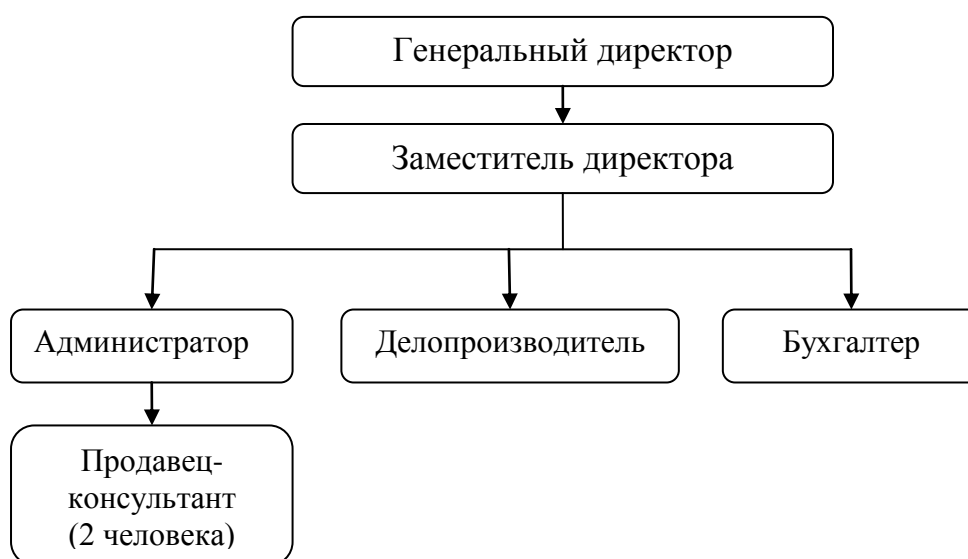 Генеральный директор
Заместитель директора
Администратор
Делопроизводитель
Бухгалтер
Продавец-
консультант
(2 человека)